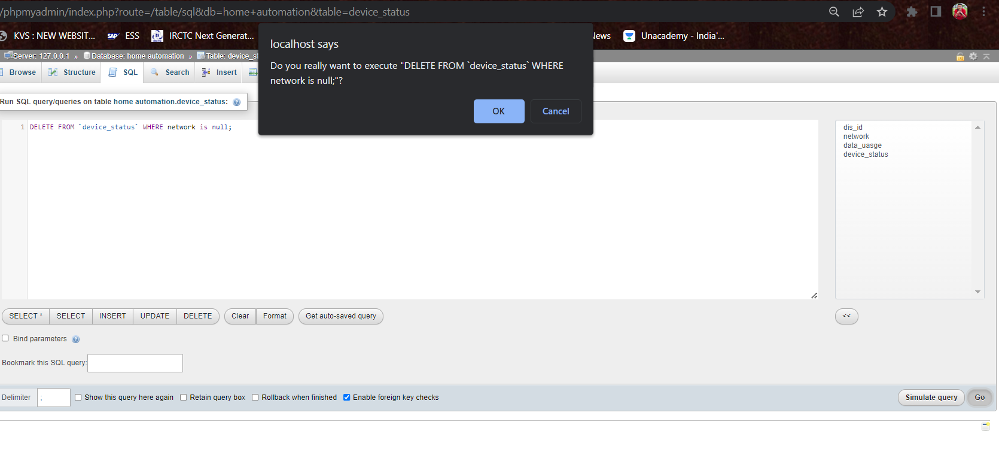 /phpmyadmin/index.php?route=/table/sql&db=home+automation&table=device_status
KVS : NEW WEBSIT... SAP ESS IRCTC Next Generat... News Unacademy - India'...
localhost says
Do you really want to execute "DELETE FROM `device_status` WHERE
network is null;"?
OK Cancel
Server: 127.0.0.1 » Database: home automation » Table: device_st
Browse Structure SQL Search Insert
Run SQL query/queries on table home automation.device_status:
1 DELETE FROM `device_status` WHERE network is null;
dis_id
network
data_uasge
device_status
SELECT * SELECT INSERT UPDATE DELETE Clear Format Get auto-saved query <<
Bind parameters
Bookmark this SQL query:
Delimiter ; Show this query here again Retain query box Rollback when finished Enable foreign key checks Simulate query Go